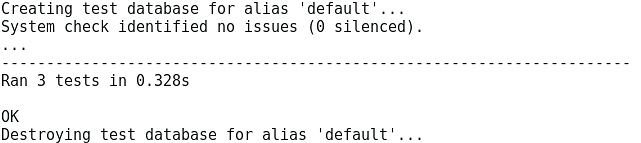 Creating test database for alias 'default'...
System check identified no issues (0 silenced).
...
----------------------------------------------------------------------
Ran 3 tests in 0.328s

OK
Destroying test database for alias 'default'...